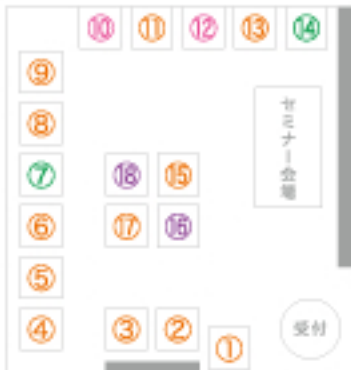 ⑩ ⑪ ⑫ ⑬ ⑭
⑨
⑧
セミナー会場
⑦ ⑱ ⑮
⑥ ⑰ ⑯
⑤
④ ③ ② ①
受付